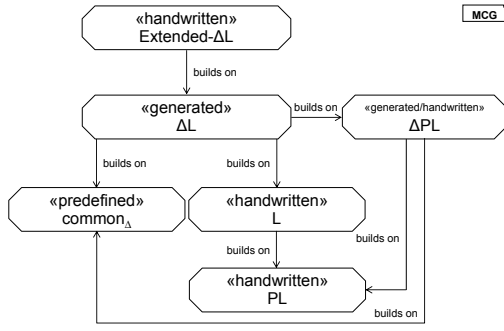 «handwritten»
Extended-ΔL
MCG
builds on
«generated»
ΔL
builds on
«generated/handwritten»
ΔPL
builds on
builds on
«predefined»
common_Δ
«handwritten»
L
builds on
builds on
«handwritten»
PL
builds on